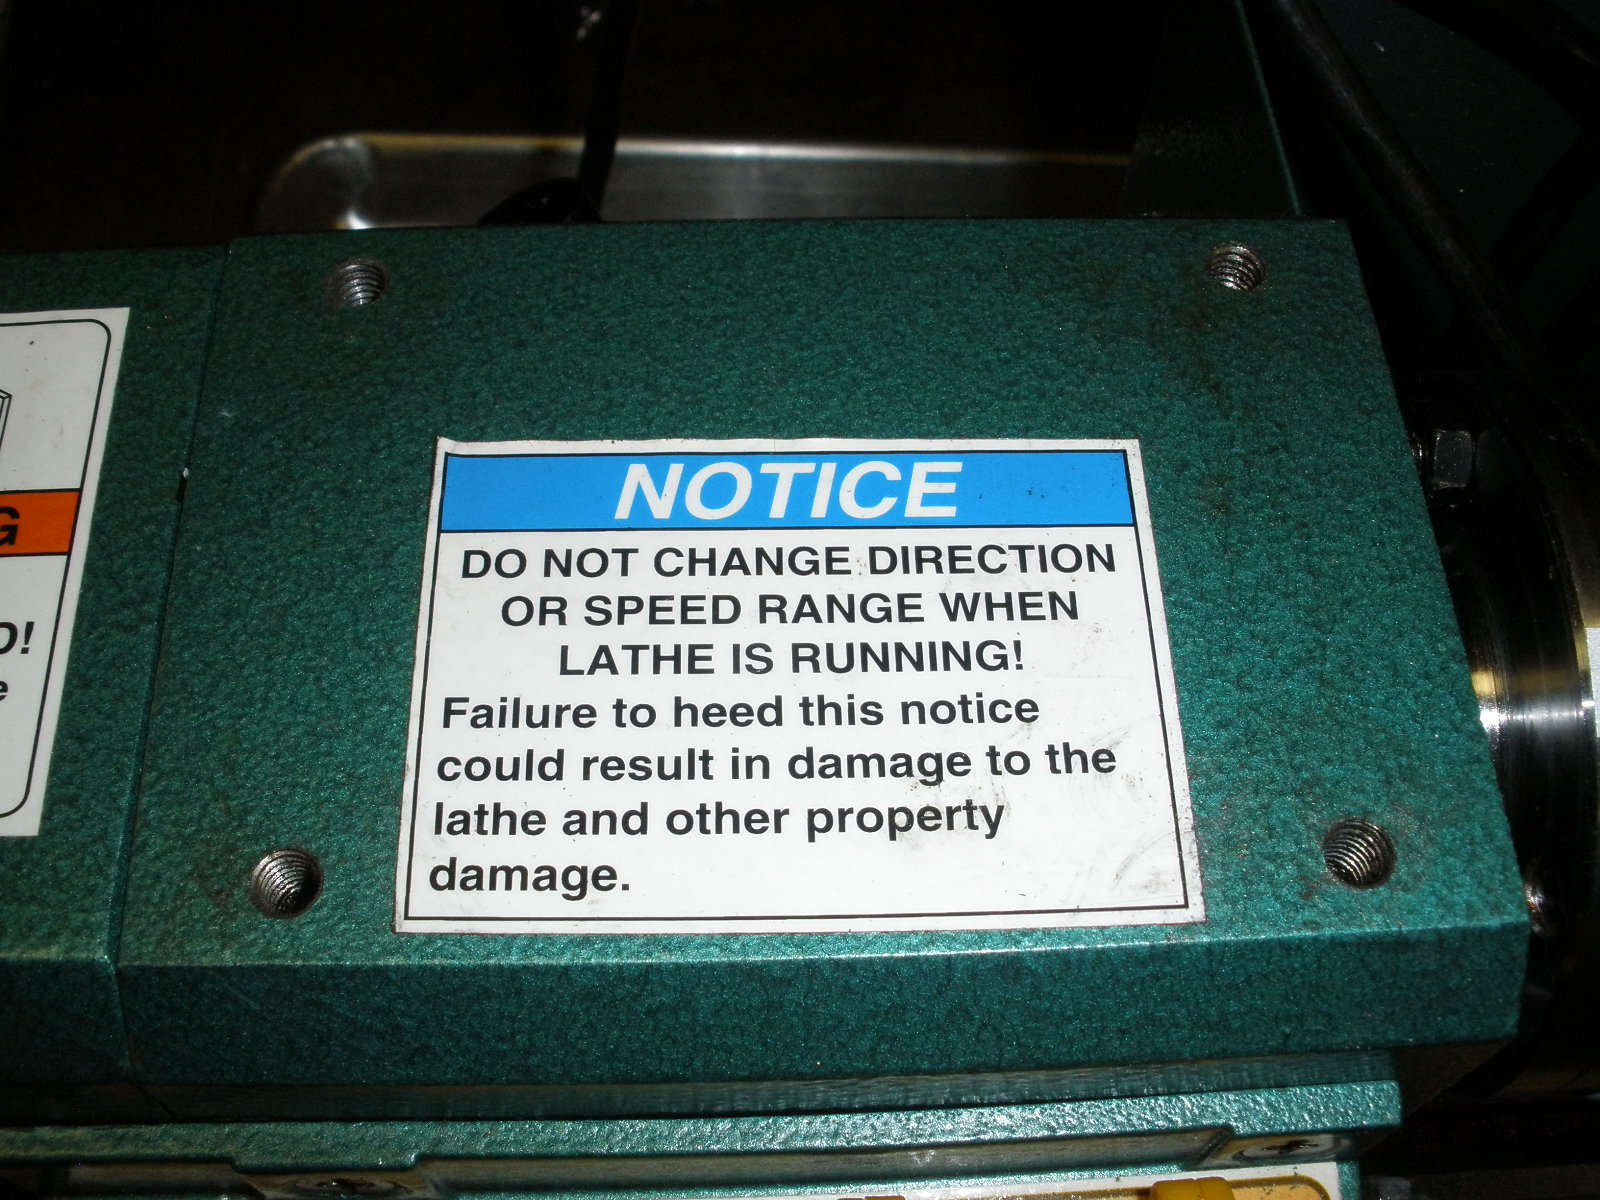 NOTICE
DO NOT CHANGE DIRECTION
OR SPEED RANGE WHEN
LATHE IS RUNNING!
Failure to heed this notice
could result in damage to the
lathe and other property
damage.